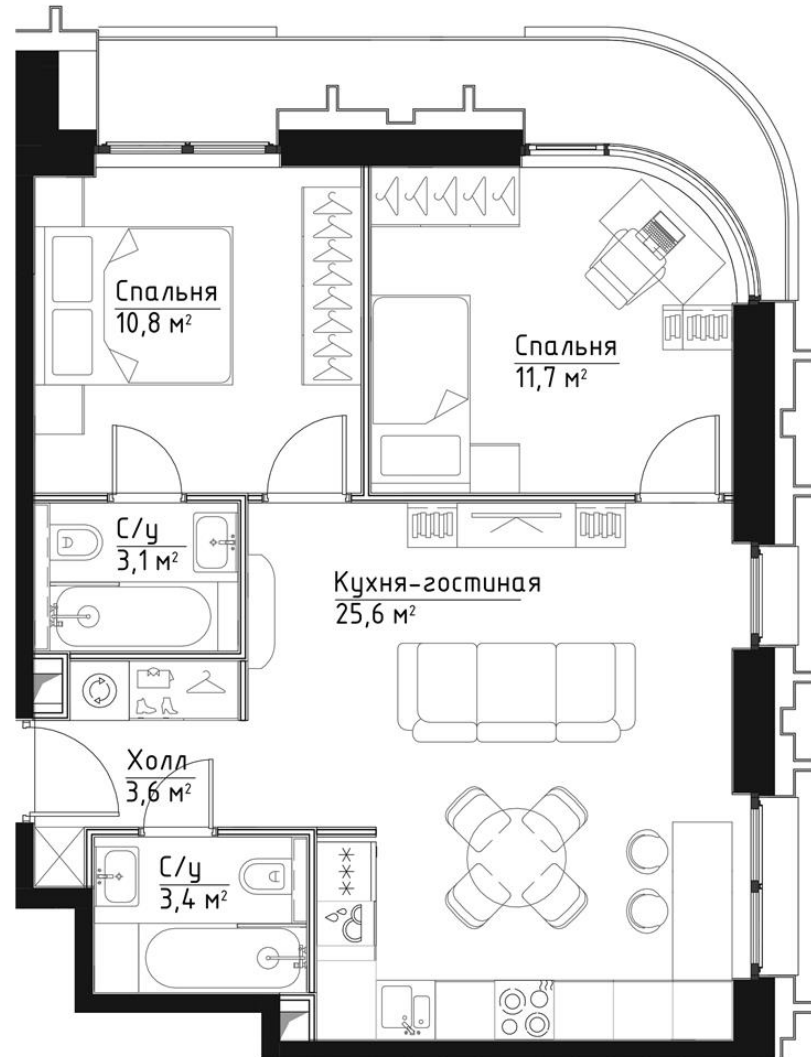 Спальня
10,8 м²
Спальня
11,7 м²
С/у
3,1 м²
Кухня-гостиная
25,6 м²
Холл
3,6 м²
С/у
3,4 м²